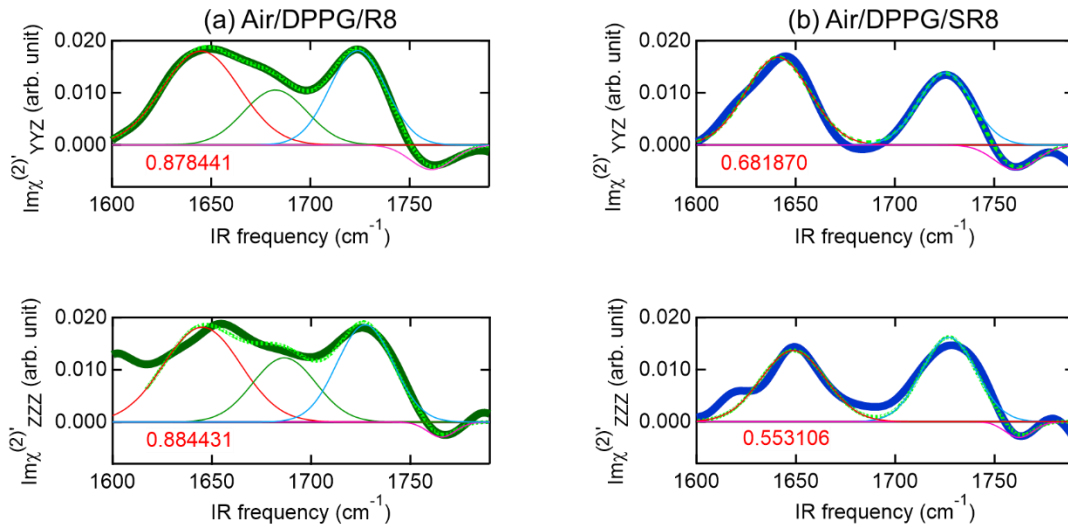 (a) Air/DPPG/R8
Imχ(2)'YYZ (arb. unit)
0.020
0.010
0.000
0.878441
1600 1650 1700 1750
IR frequency (cm-1)
(b) Air/DPPG/SR8
Imχ(2)'YYZ (arb. unit)
0.020
0.010
0.000
0.681870
1600 1650 1700 1750
IR frequency (cm-1)
Imχ(2)'ZZZ (arb. unit)
0.020
0.010
0.000
0.884431
1600 1650 1700 1750
IR frequency (cm-1)
Imχ(2)'ZZZ (arb. unit)
0.020
0.010
0.000
0.553106
1600 1650 1700 1750
IR frequency (cm-1)